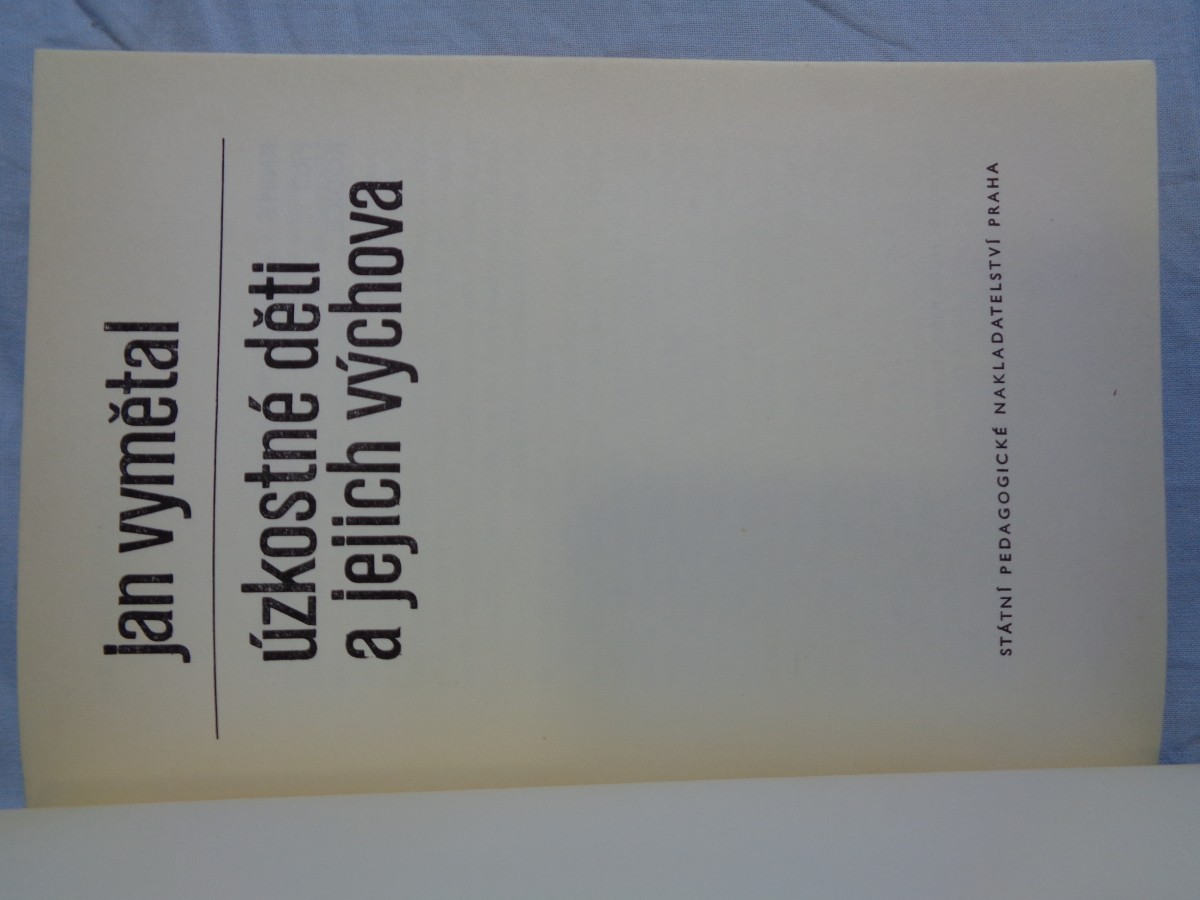 jan vymětal
úzkostné děti
a jejich výchova
STÁTNÍ PEDAGOGICKÉ NAKLADATELSTVÍ PRAHA